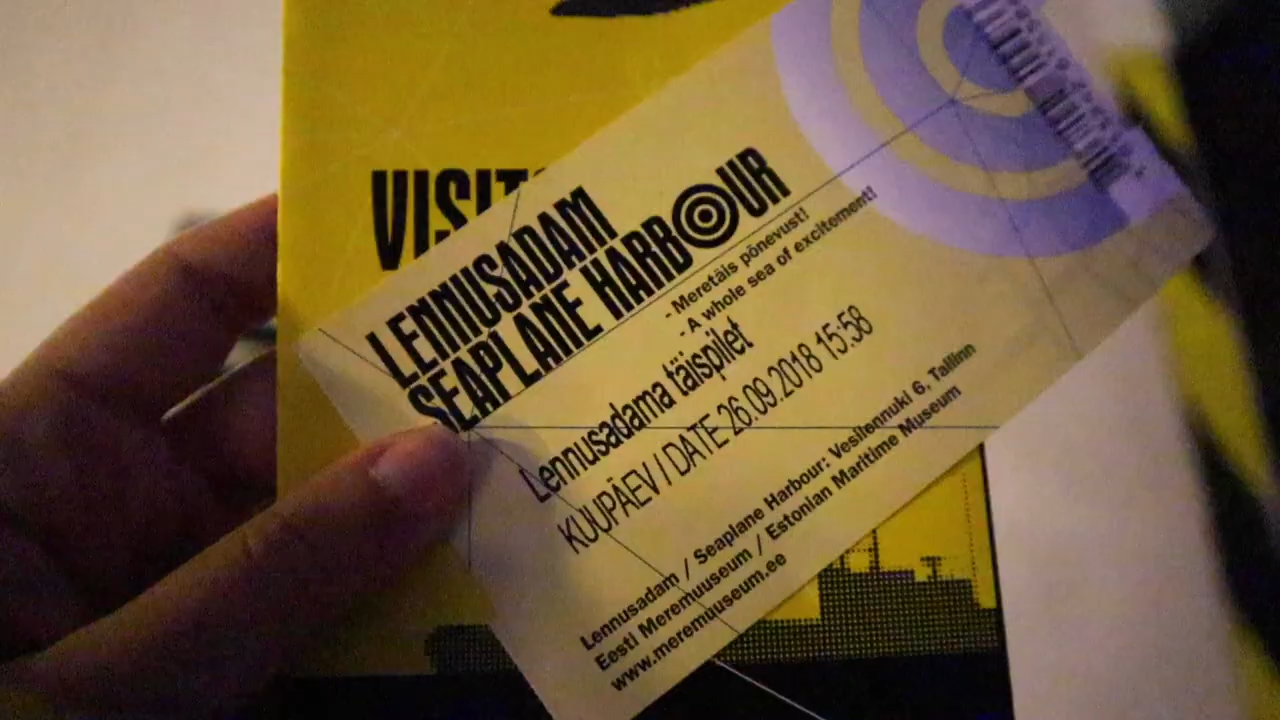 VISIT
LENNUSADAM
SEAPLANE HARBOUR
- Meretäis põnevust!
- A whole sea of excitement!
Lennusadama täispilet
KUUPÄEV / DATE 26.09.2018 15:58
Lennusadam / Seaplane Harbour: Vesilennuki 6, Tallinn
Eesti Meremuuseum / Estonian Maritime Museum
www.meremuuseum.ee